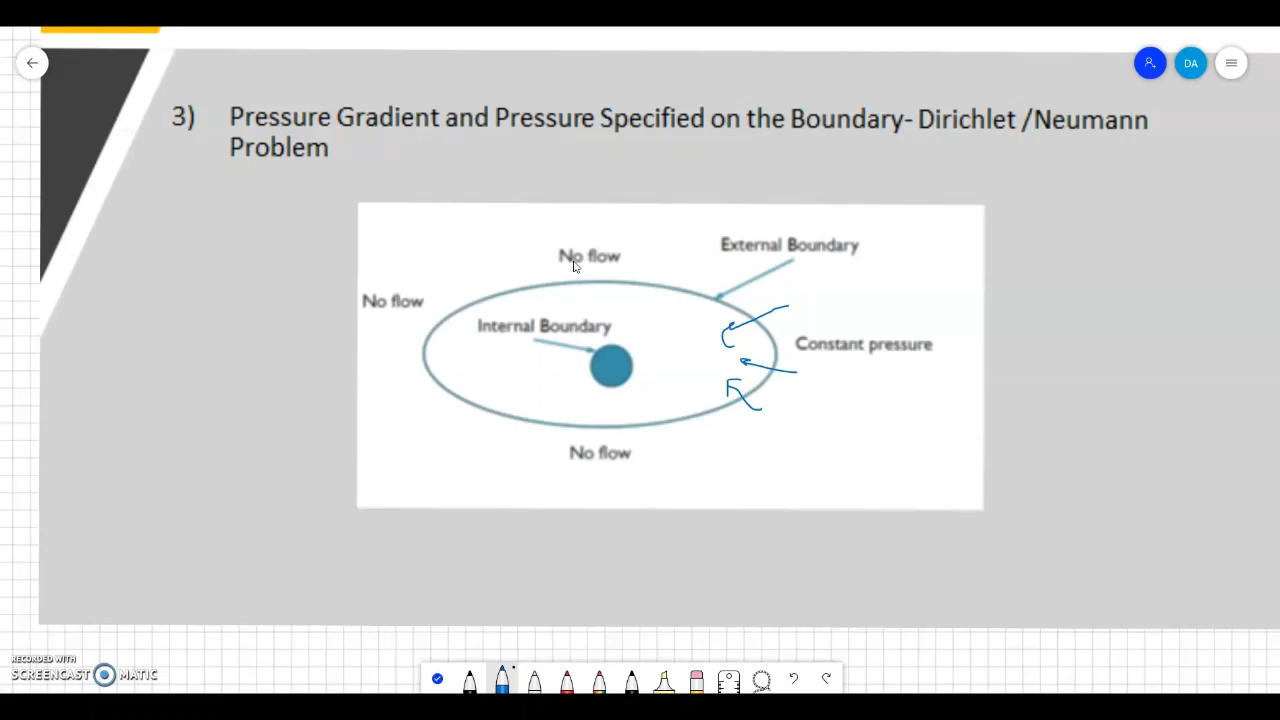 DA
3) Pressure Gradient and Pressure Specified on the Boundary- Dirichlet /Neumann
Problem
No flow
External Boundary
No flow
Internal Boundary
Constant pressure
No flow
RECORDED WITH
SCREENCAST MATIC